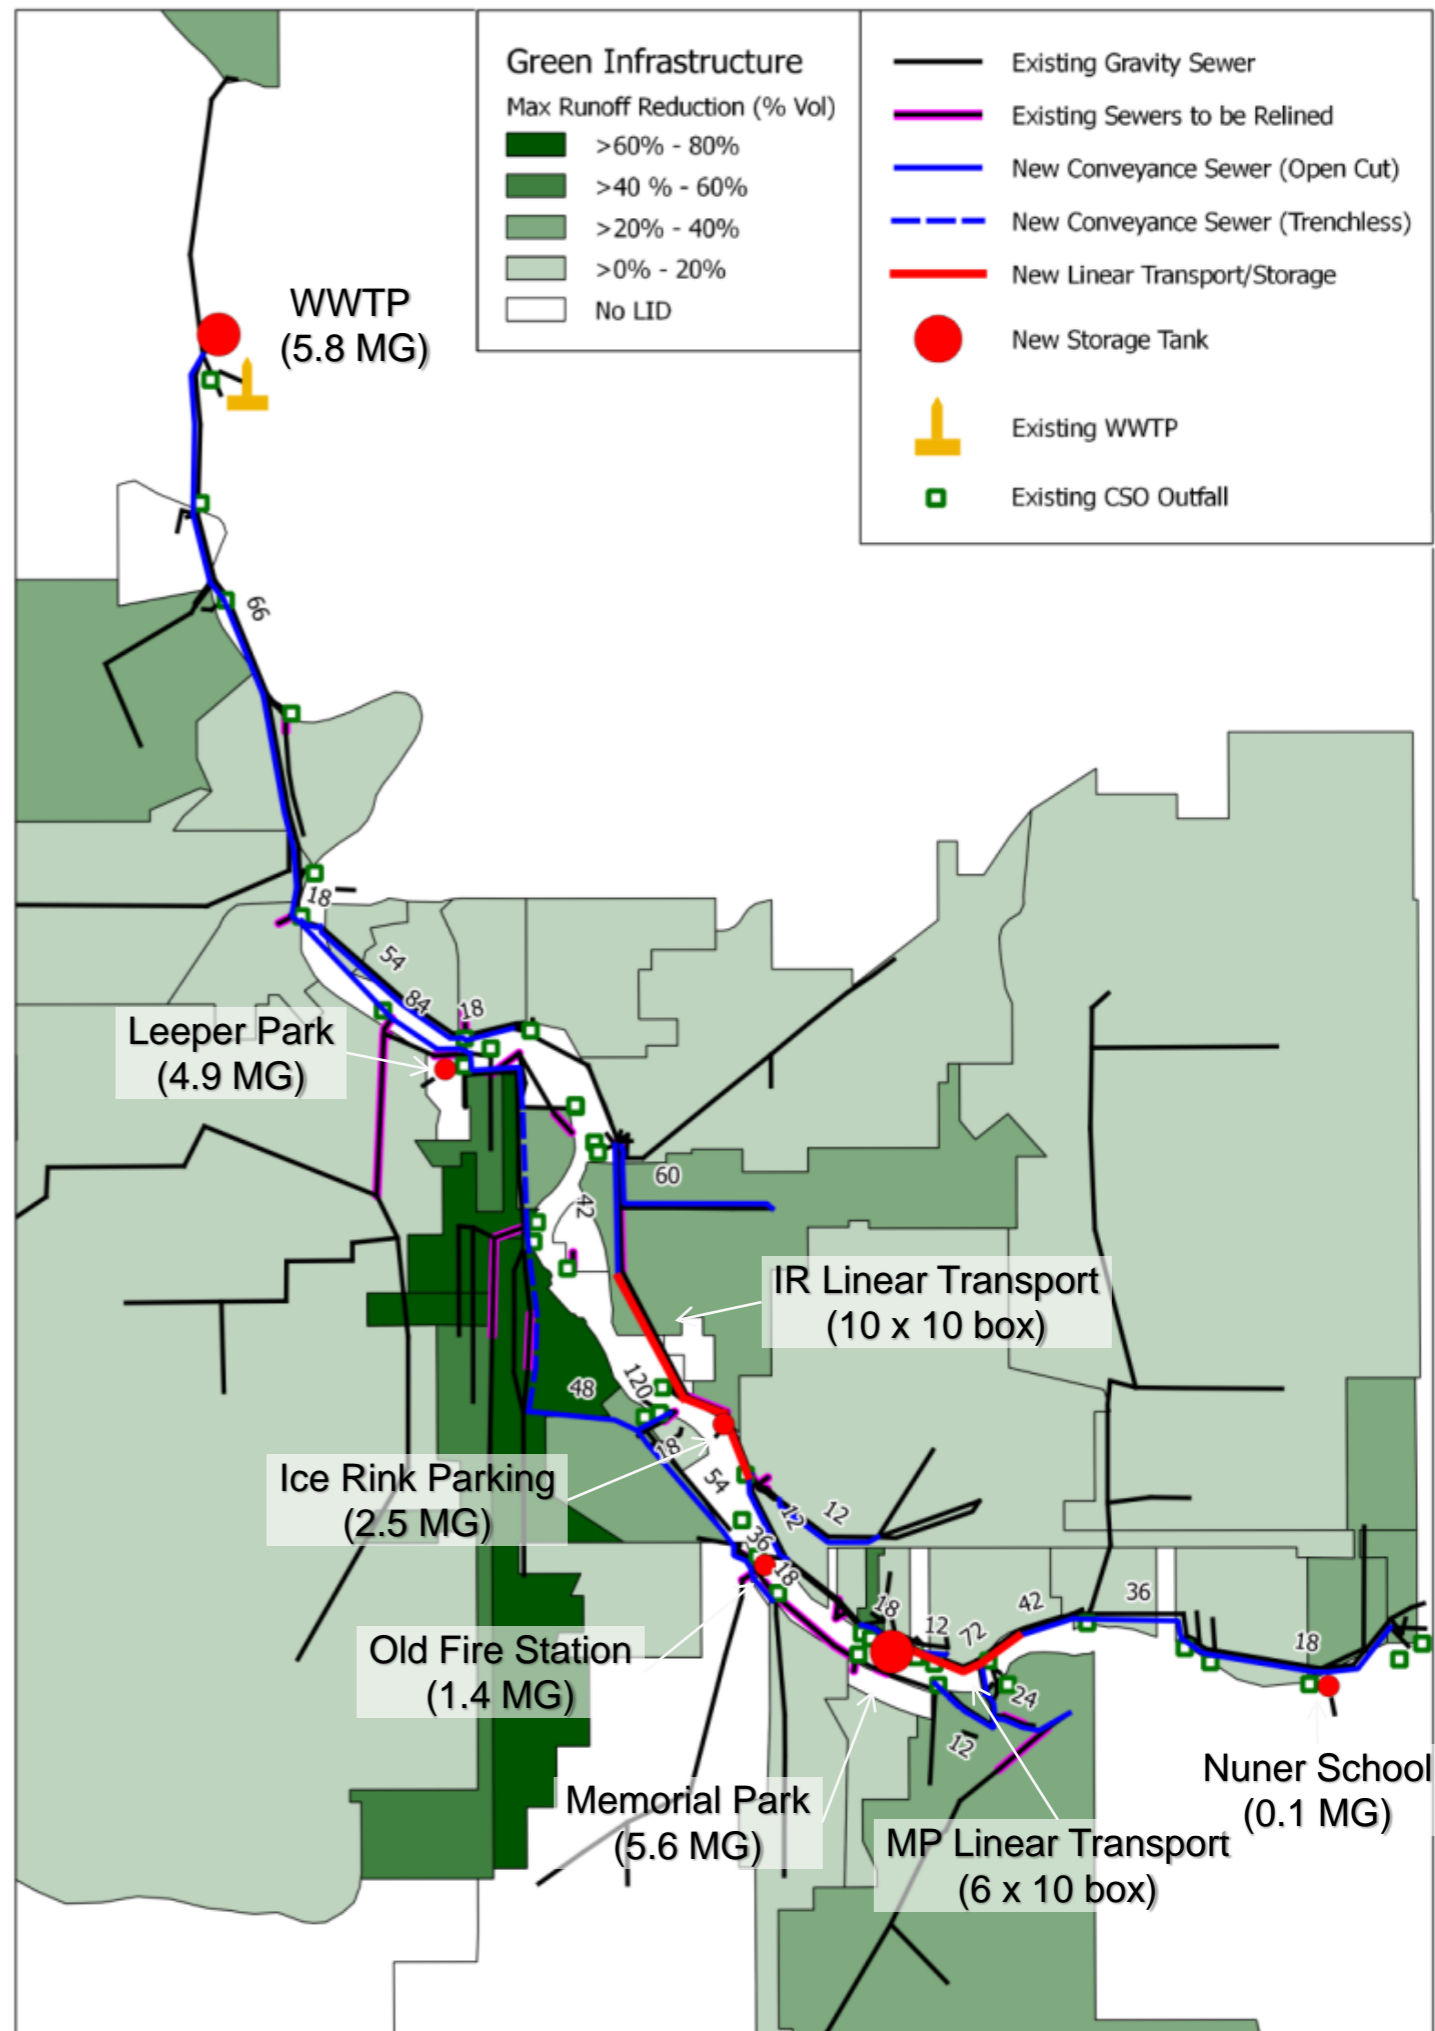 Green Infrastructure
Max Runoff Reduction (% Vol)
>60% - 80%
>40 % - 60%
>20% - 40%
>0% - 20%
No LID
Existing Gravity Sewer
Existing Sewers to be Relined
New Conveyance Sewer (Open Cut)
New Conveyance Sewer (Trenchless)
New Linear Transport/Storage
New Storage Tank
Existing WWTP
Existing CSO Outfall
WWTP
(5.8 MG)
66
18
54
84
18
Leeper Park
(4.9 MG)
60
42
IR Linear Transport
(10 x 10 box)
120
48
18
54
Ice Rink Parking
(2.5 MG)
12
12
36
18
Old Fire Station
(1.4 MG)
18
12
72
42
36
18
24
12
Memorial Park
(5.6 MG)
MP Linear Transport
(6 x 10 box)
Nuner School
(0.1 MG)